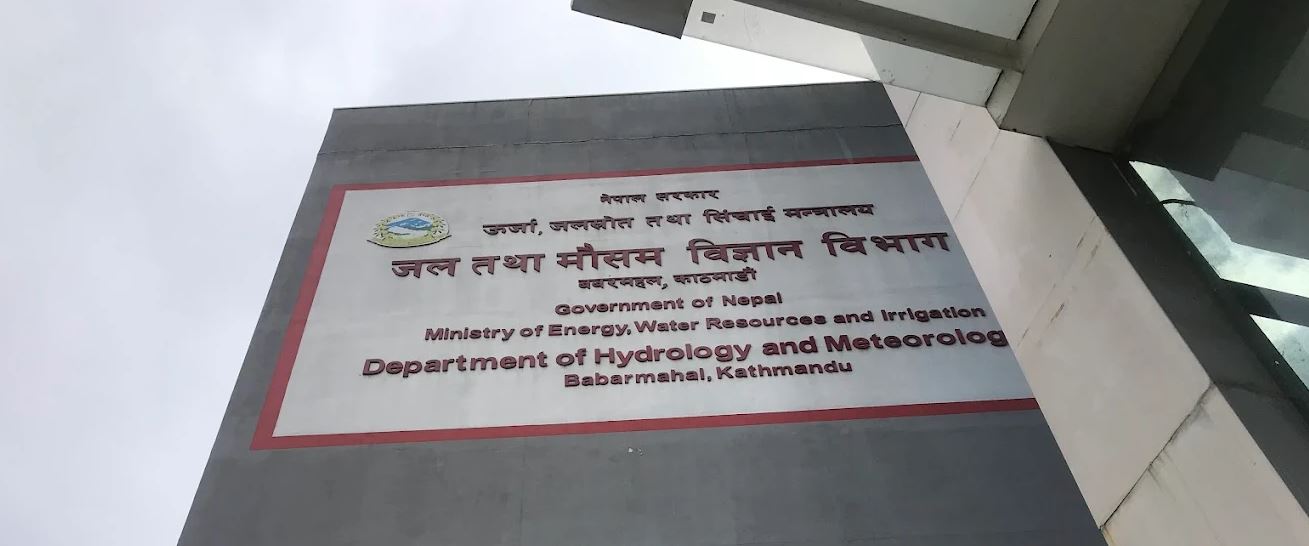 नेपाल सरकार
ऊर्जा, जलस्रोत तथा सिंचाई मन्त्रालय
जल तथा मौसम विज्ञान विभाग
बबरमहल, काठमाडौं
Government of Nepal
Ministry of Energy, Water Resources and Irrigation
Department of Hydrology and Meteorolog
Babarmahal, Kathmandu